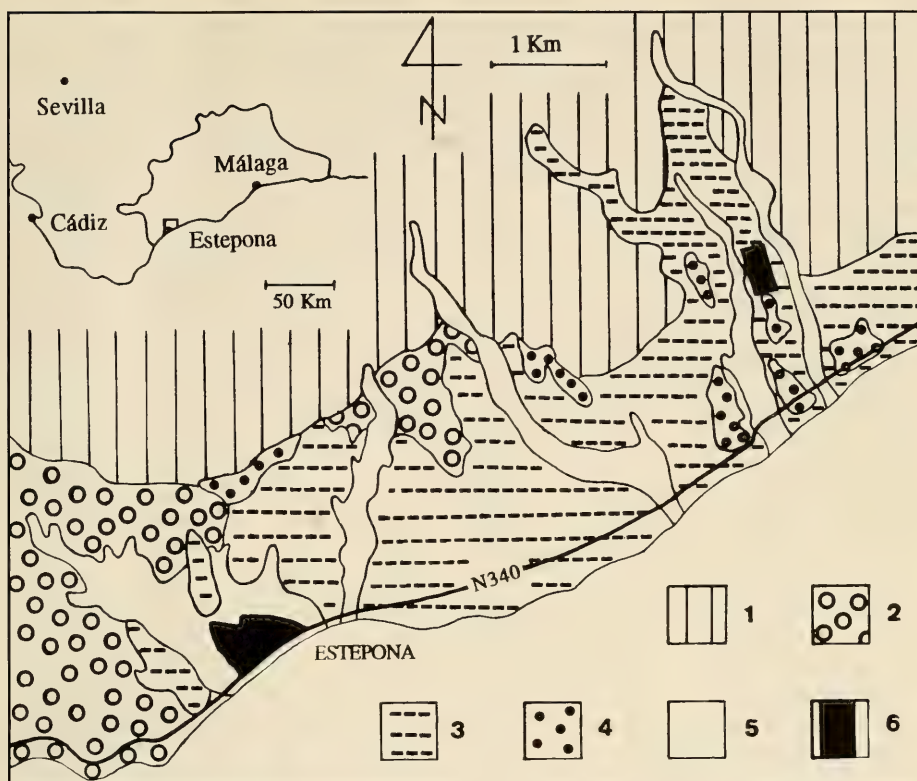 1 Km
Sevilla
N
Málaga
Cádiz
Estepona
50 Km
N340
ESTEPONA
1
2
3
4
5
6